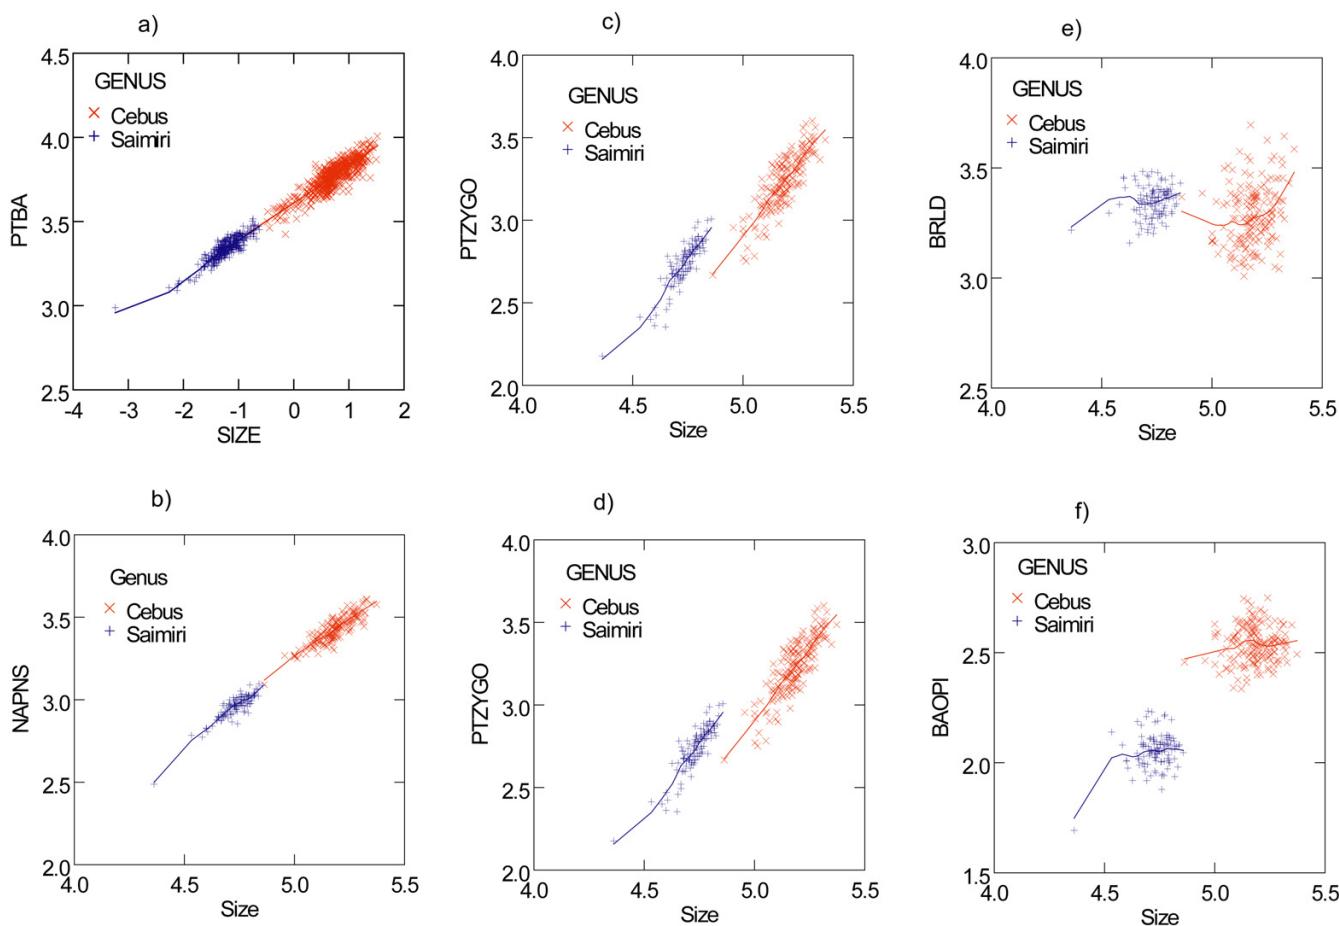 a)
4.5
GENUS
Cebus
Saimiri
4.0
3.5
3.0
2.5
PTBA
-4 -3 -2 -1 0 1 2
SIZE
b)
4.0
Genus
Cebus
Saimiri
3.5
3.0
2.5
2.0
NAPNS
4.0 4.5 5.0 5.5
Size
c)
4.0
GENUS
Cebus
Saimiri
3.5
3.0
2.5
2.0
PTZYGO
4.0 4.5 5.0 5.5
Size
d)
4.0
GENUS
Cebus
Saimiri
3.5
3.0
2.5
2.0
PTZYGO
4.0 4.5 5.0 5.5
Size
e)
4.0
GENUS
Cebus
Saimiri
3.5
3.0
2.5
BRLD
4.0 4.5 5.0 5.5
Size
f)
3.0
GENUS
Cebus
Saimiri
2.5
2.0
1.5
BAOPI
4.0 4.5 5.0 5.5
Size